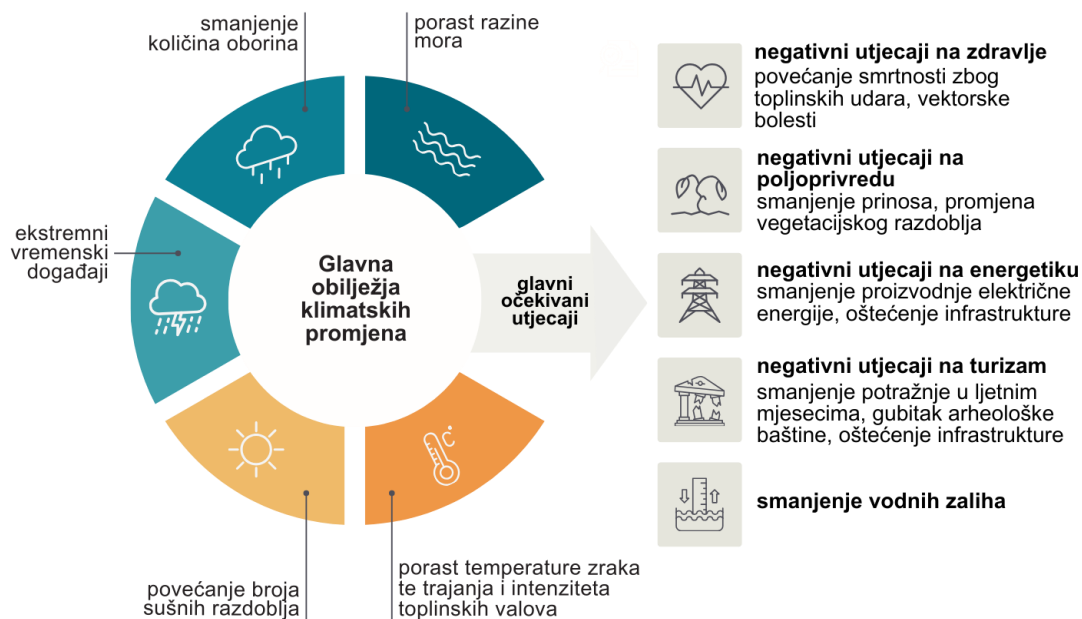 smanjenje
količina oborina
porast razine
mora
ekstremni
vremenski
događaji
Glavna
obilježja
klimatskih
promjena
C°
povećanje broja
sušnih razdoblja
porast temperature zraka
te trajanja i intenziteta
toplinskih valova
glavni
očekivani
utjecaji
negativni utjecaji na zdravlje
povećanje smrtnosti zbog
toplinskih udara, vektorske
bolesti
negativni utjecaji na
poljoprivredu
smanjenje prinosa, promjena
vegetacijskog razdoblja
negativni utjecaji na energetiku
smanjenje proizvodnje električne
energije, oštećenje infrastrukture
negativni utjecaji na turizam
smanjenje potražnje u ljetnim
mjesecima, gubitak arheološke
baštine, oštećenje infrastrukture
smanjenje vodnih zaliha